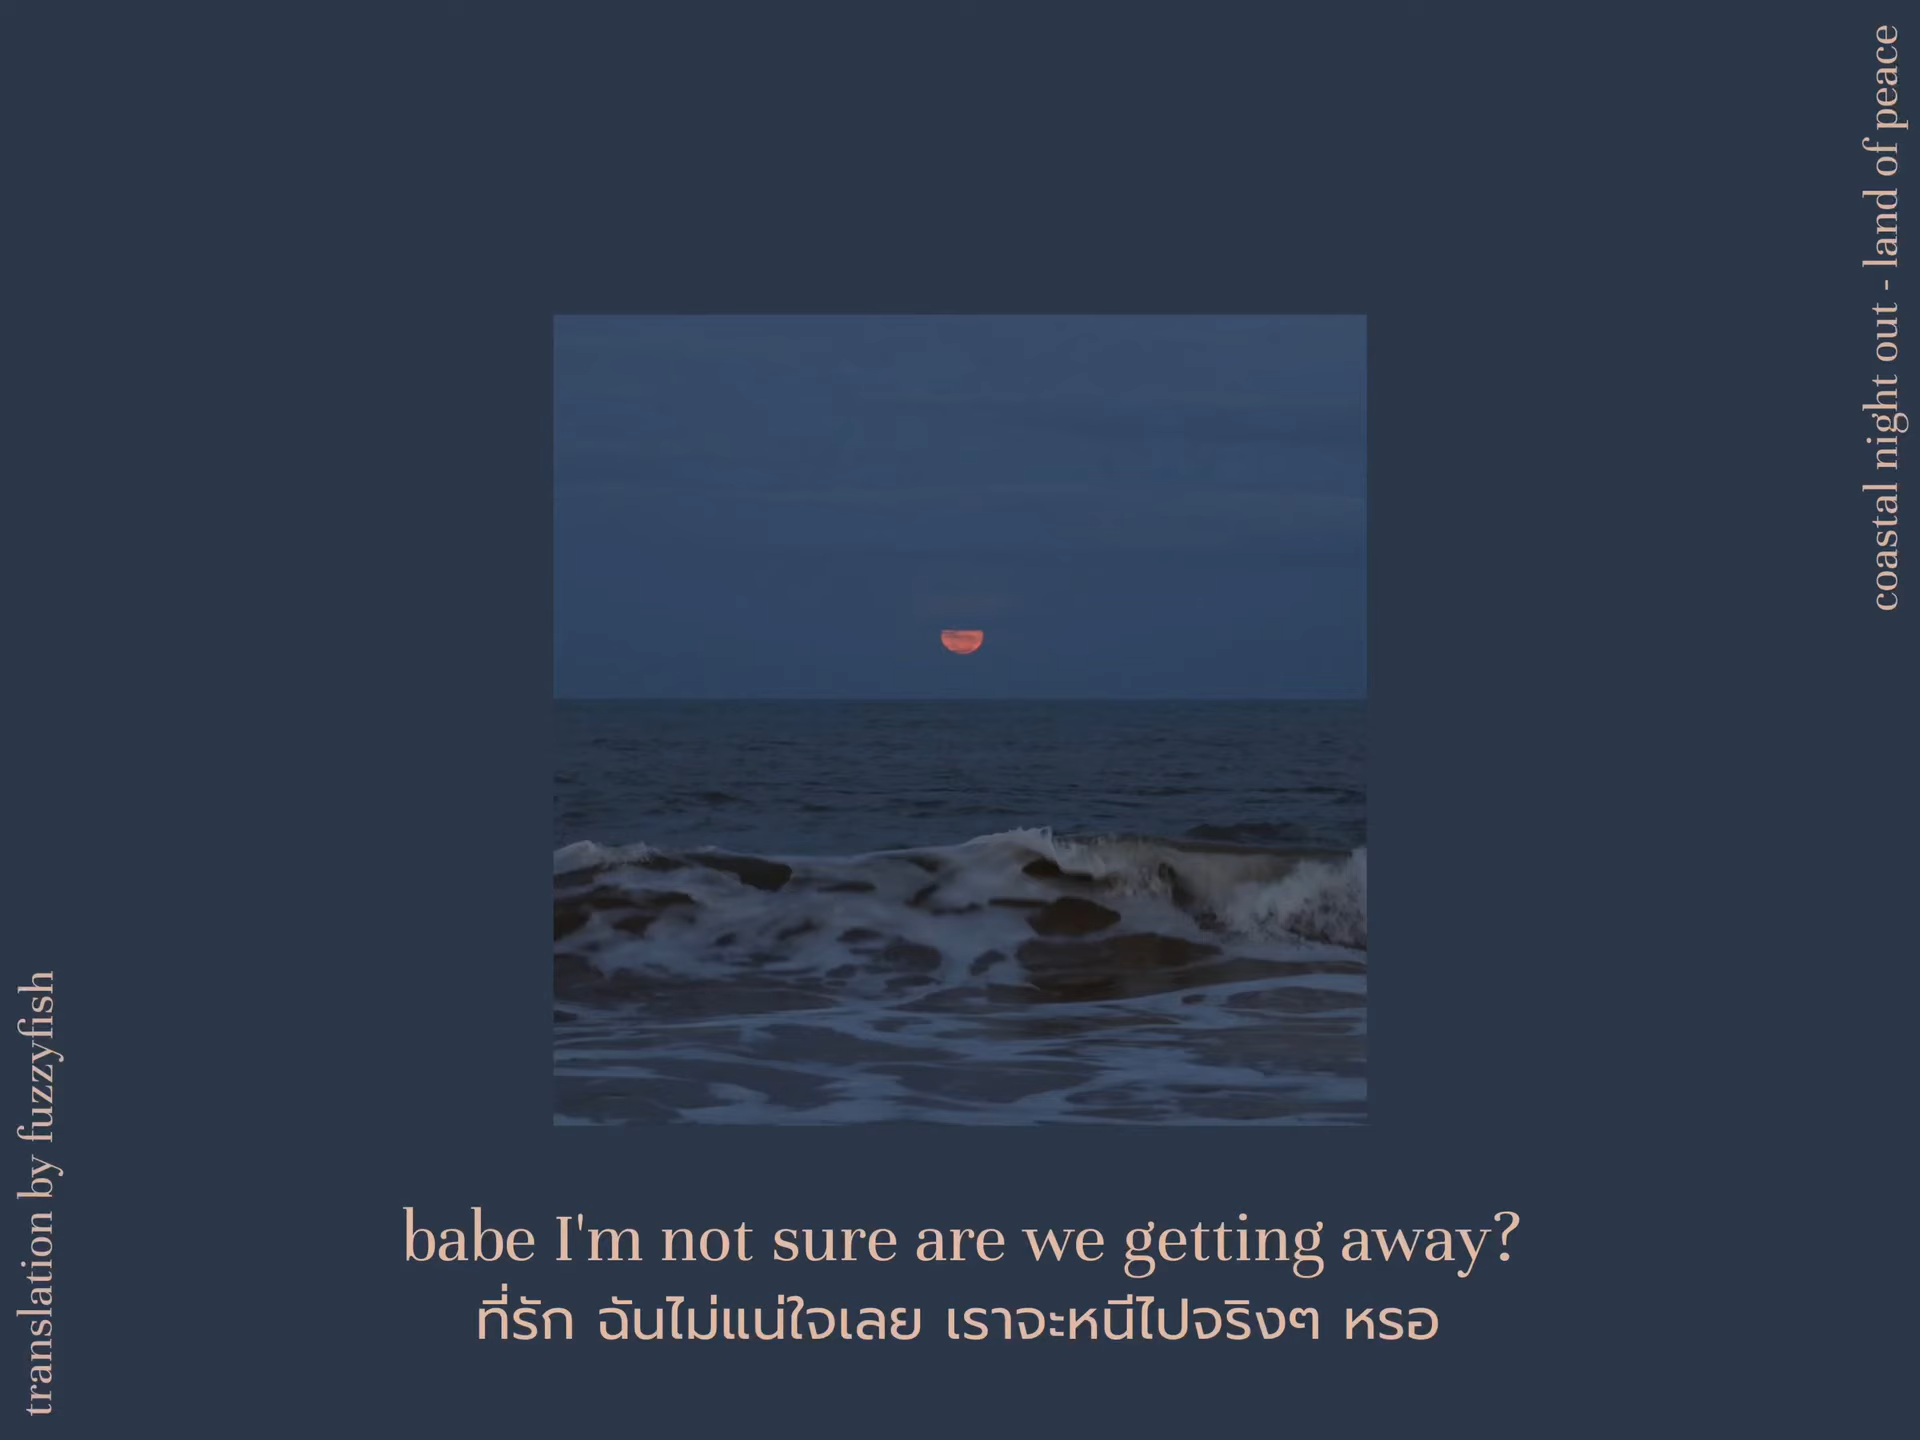 coastal night out - land of peace
translation by fuzzyfish
babe I'm not sure are we getting away?
ที่รัก ฉันไม่แน่ใจเลย เราจะหนีไปจริงๆ หรอ